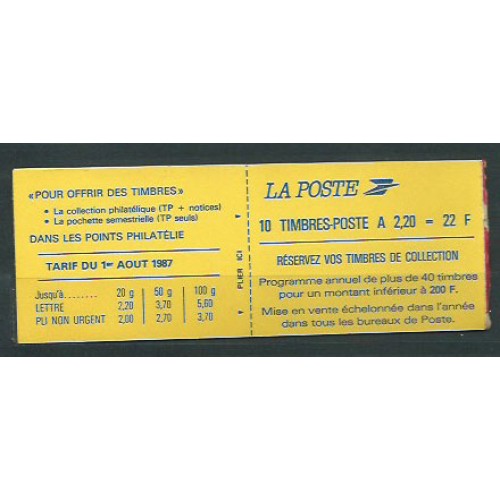 «POUR OFFRIR DES TIMBRES»
• La collection philatélique (TP + notices)
• La pochette semestrielle (TP seuls)
DANS LES POINTS PHILATÉLIE
TARIF DU 1er AOUT 1987
Jusqu'à........ 20 g 50 g 100 g
LETTRE 2,20 3,70 5,60
PLI NON URGENT 2,00 2,70 3,70
PLIER ICI
LA POSTE
10 TIMBRES-POSTE A 2,20 = 22 F
RÉSERVEZ VOS TIMBRES DE COLLECTION
Programme annuel de plus de 40 timbres
pour un montant inférieur à 200 F.
Mise en vente échelonnée dans l'année
dans tous les bureaux de Poste.